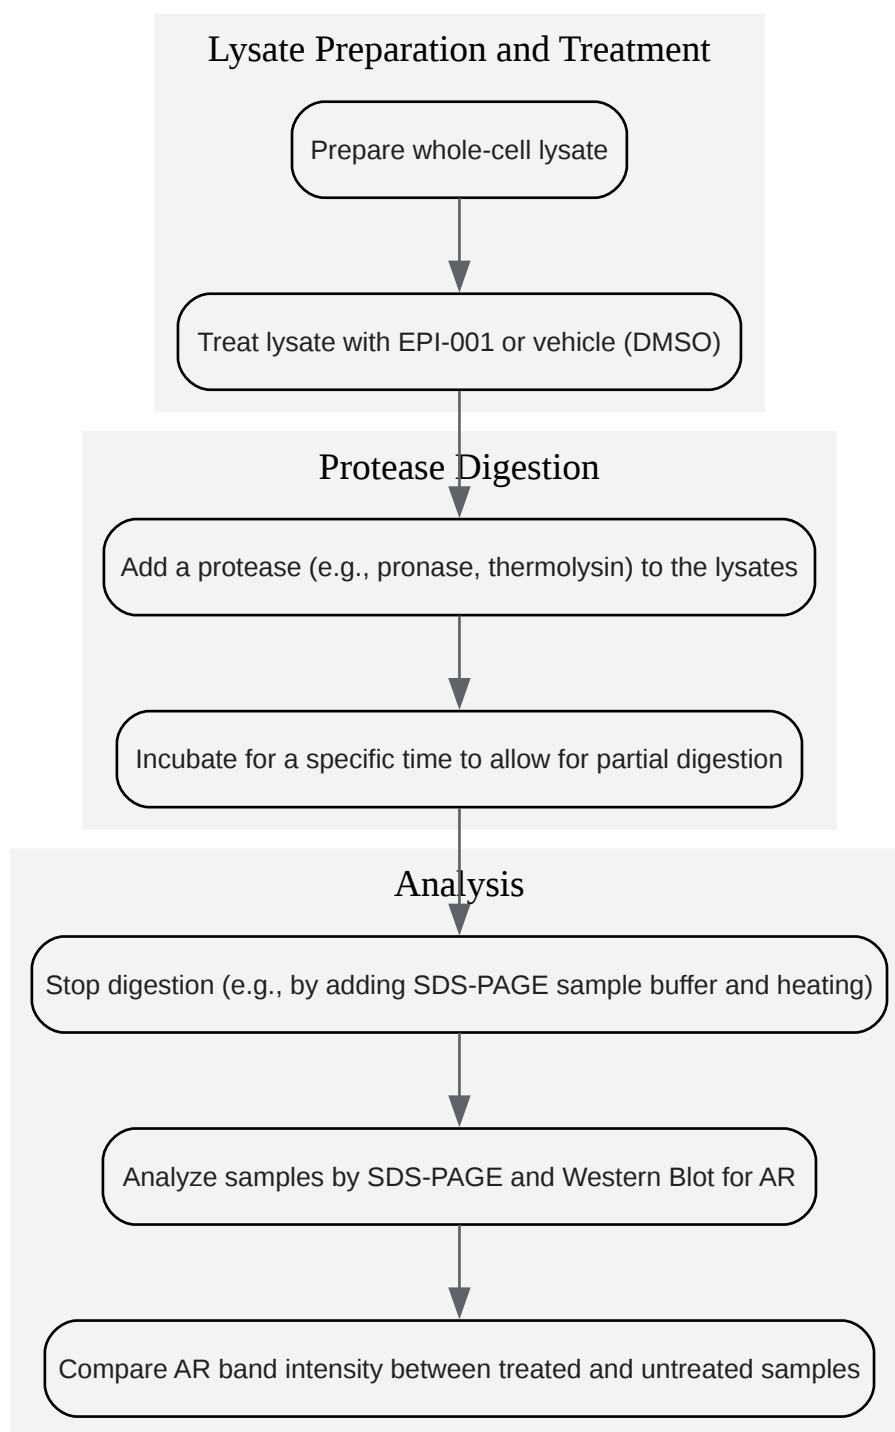 Lysate Preparation and Treatment
Prepare whole-cell lysate
Treat lysate with EPI-001 or vehicle (DMSO)
Protease Digestion
Add a protease (e.g., pronase, thermolysin) to the lysates
Incubate for a specific time to allow for partial digestion
Analysis
Stop digestion (e.g., by adding SDS-PAGE sample buffer and heating)
Analyze samples by SDS-PAGE and Western Blot for AR
Compare AR band intensity between treated and untreated samples